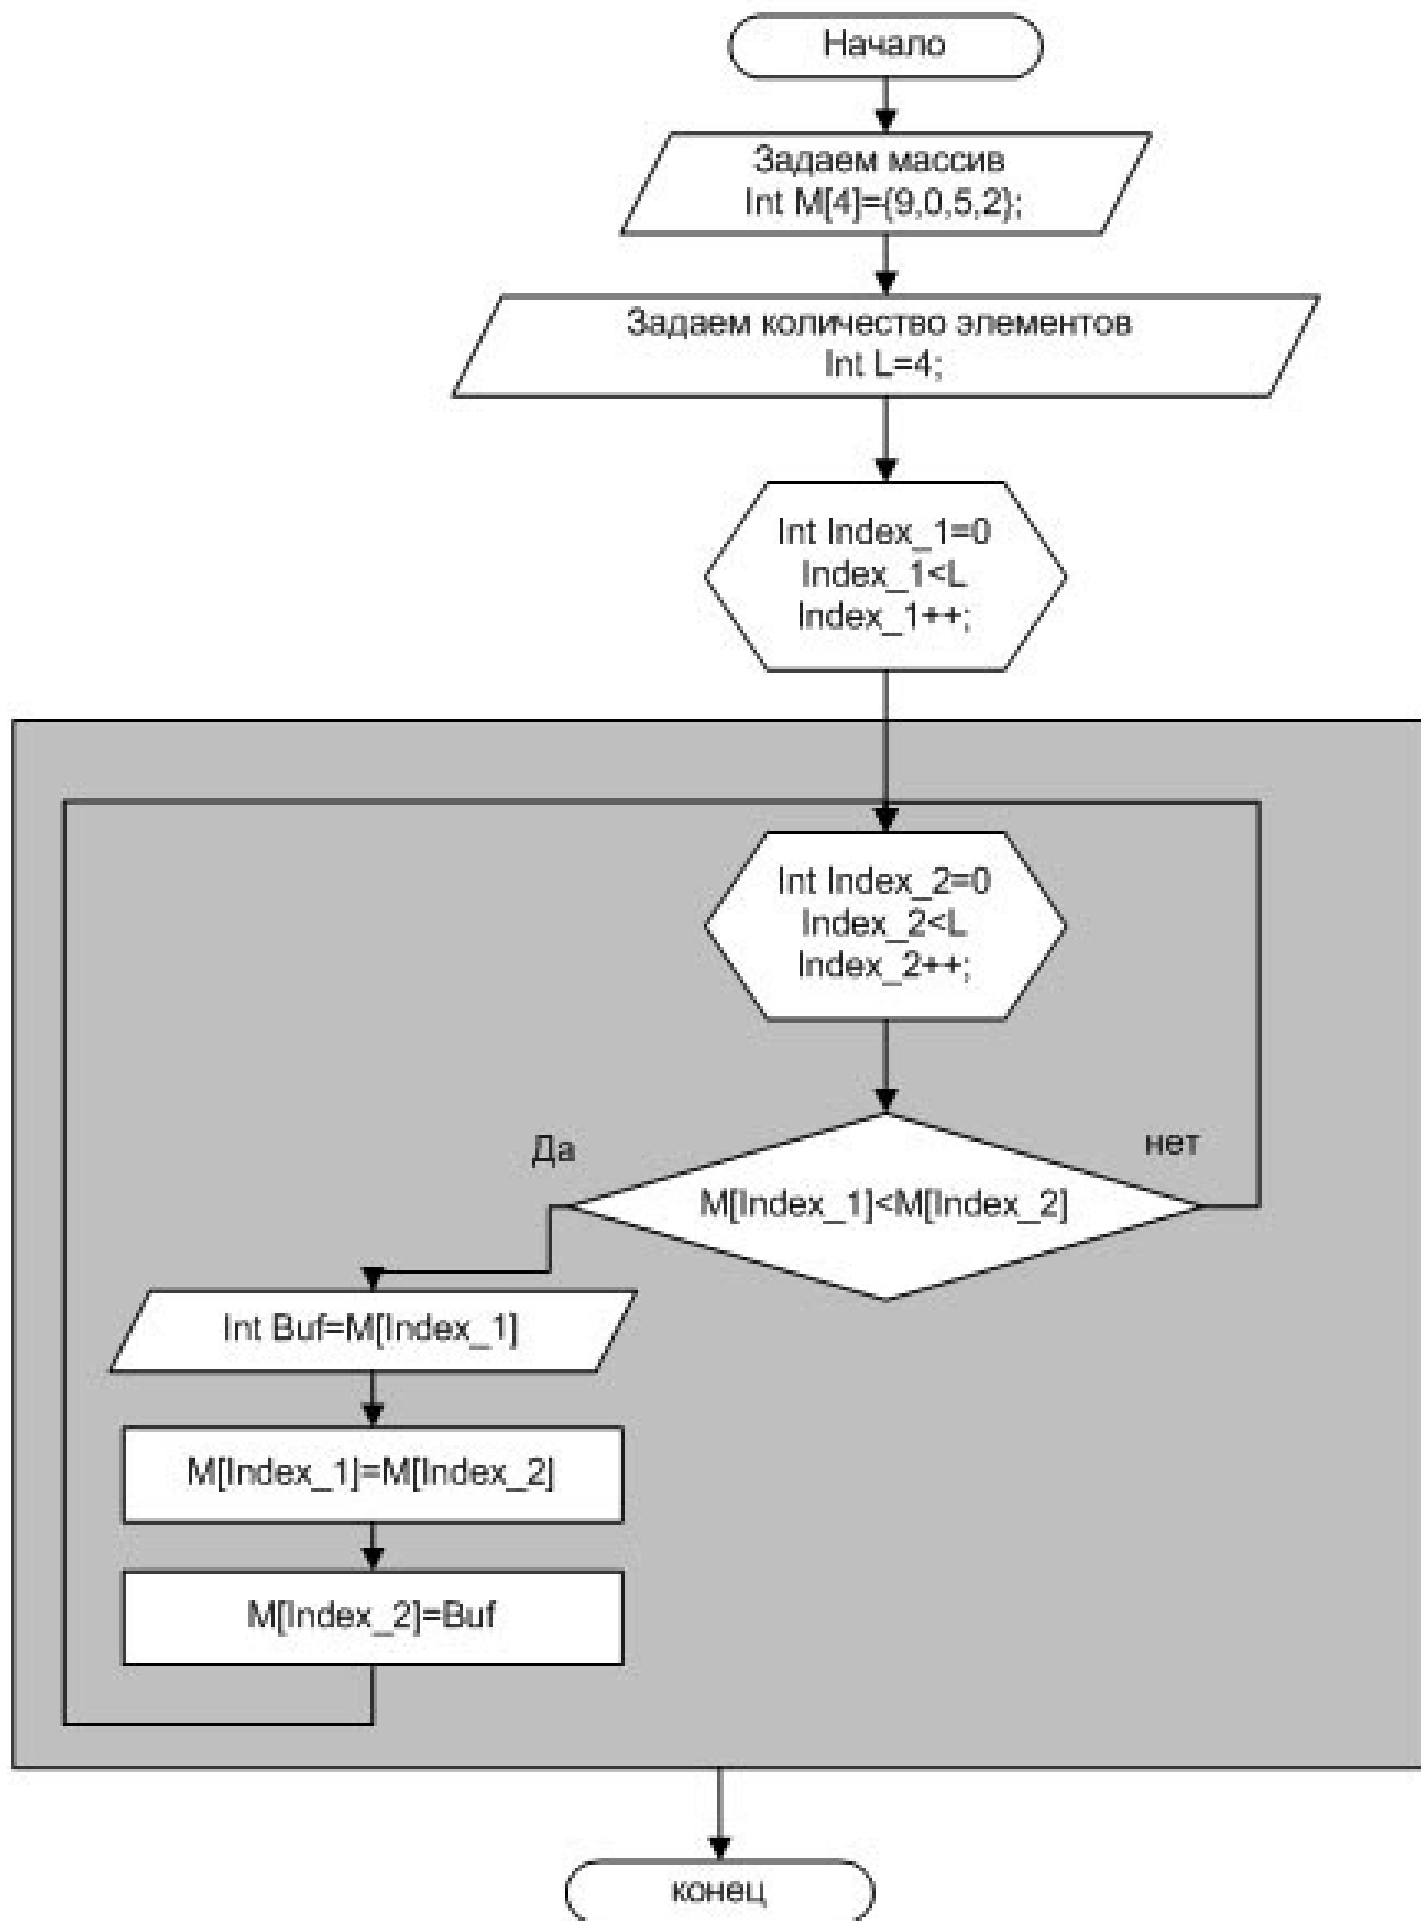 Начало
Задаем массив
Int M[4]={9,0,5,2};
Задаем количество элементов
Int L=4;
Int Index_1=0
Index_1<L
Index_1++;
Int Index_2=0
Index_2<L
Index_2++;
Да
нет
M[Index_1]<M[Index_2]
Int Buf=M[Index_1]
M[Index_1]=M[Index_2]
M[Index_2]=Buf
конец